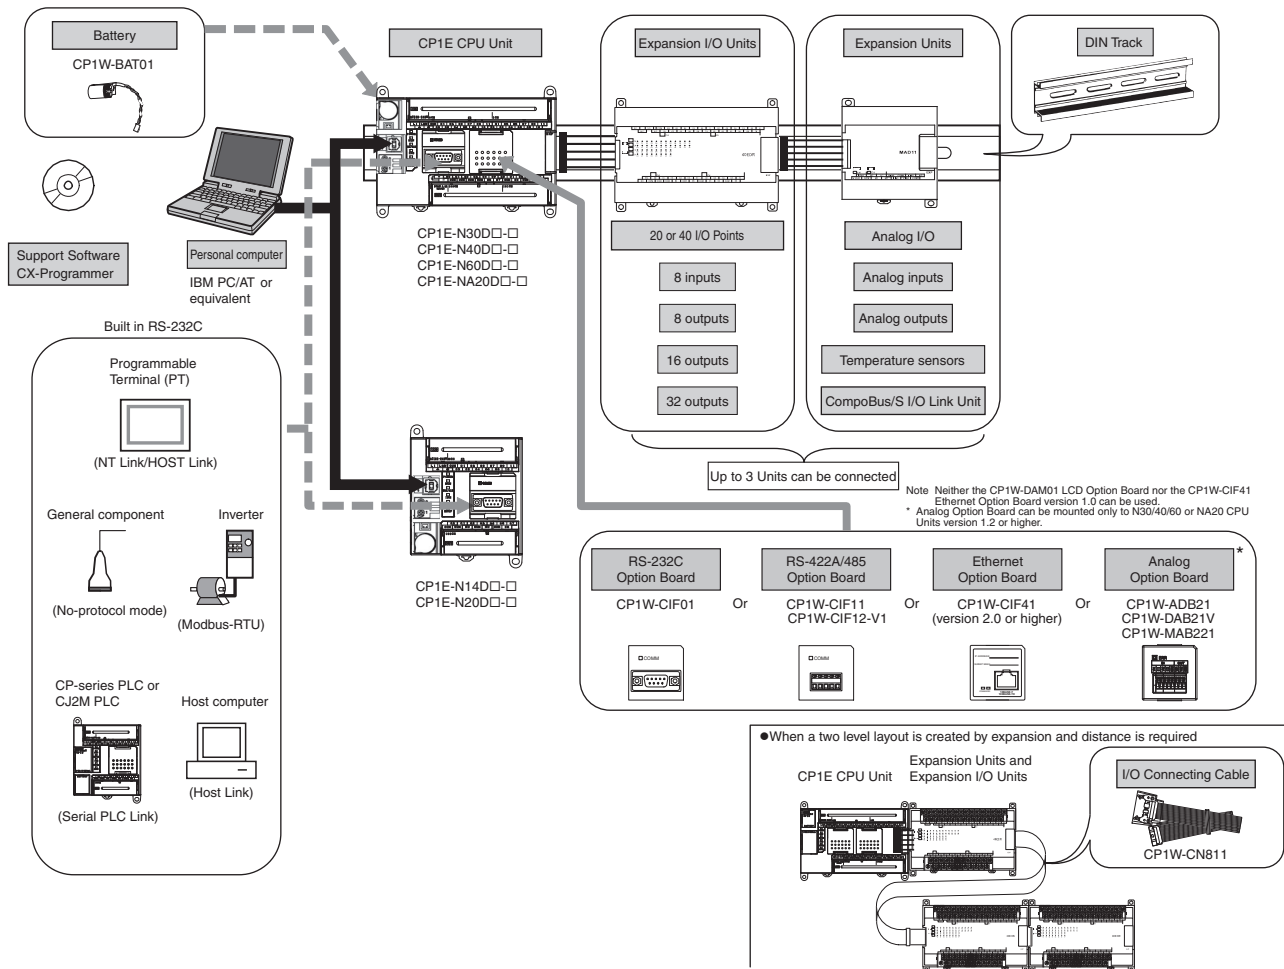 Battery
CP1W-BAT01
CP1E CPU Unit
Expansion I/O Units
Expansion Units
DIN Track
MAD11
CP1E-N30D□-□
CP1E-N40D□-□
CP1E-N60D□-□
CP1E-NA20D□-□
20 or 40 I/O Points
8 inputs
8 outputs
16 outputs
32 outputs
Analog I/O
Analog inputs
Analog outputs
Temperature sensors
CompoBus/S I/O Link Unit
Up to 3 Units can be connected
Support Software
CX-Programmer
Personal computer
IBM PC/AT or
equivalent
Built in RS-232C
Programmable
Terminal (PT)
(NT Link/HOST Link)
General component
(No-protocol mode)
Inverter
(Modbus-RTU)
CP-series PLC or
CJ2M PLC
(Serial PLC Link)
Host computer
(Host Link)
CP1E-N14D□-□
CP1E-N20D□-□
Note Neither the CP1W-DAM01 LCD Option Board nor the CP1W-CIF41
Ethernet Option Board version 1.0 can be used.
* Analog Option Board can be mounted only to N30/40/60 or NA20 CPU
Units version 1.2 or higher.
RS-232C
Option Board
CP1W-CIF01
COMM
Or
RS-422A/485
Option Board
CP1W-CIF11
CP1W-CIF12-V1
COMM
Or
Ethernet
Option Board
CP1W-CIF41
(version 2.0 or higher)
Or
Analog
Option Board
*
CP1W-ADB21
CP1W-DAB21V
CP1W-MAB221
●When a two level layout is created by expansion and distance is required
CP1E CPU Unit
Expansion Units and
Expansion I/O Units
I/O Connecting Cable
CP1W-CN811